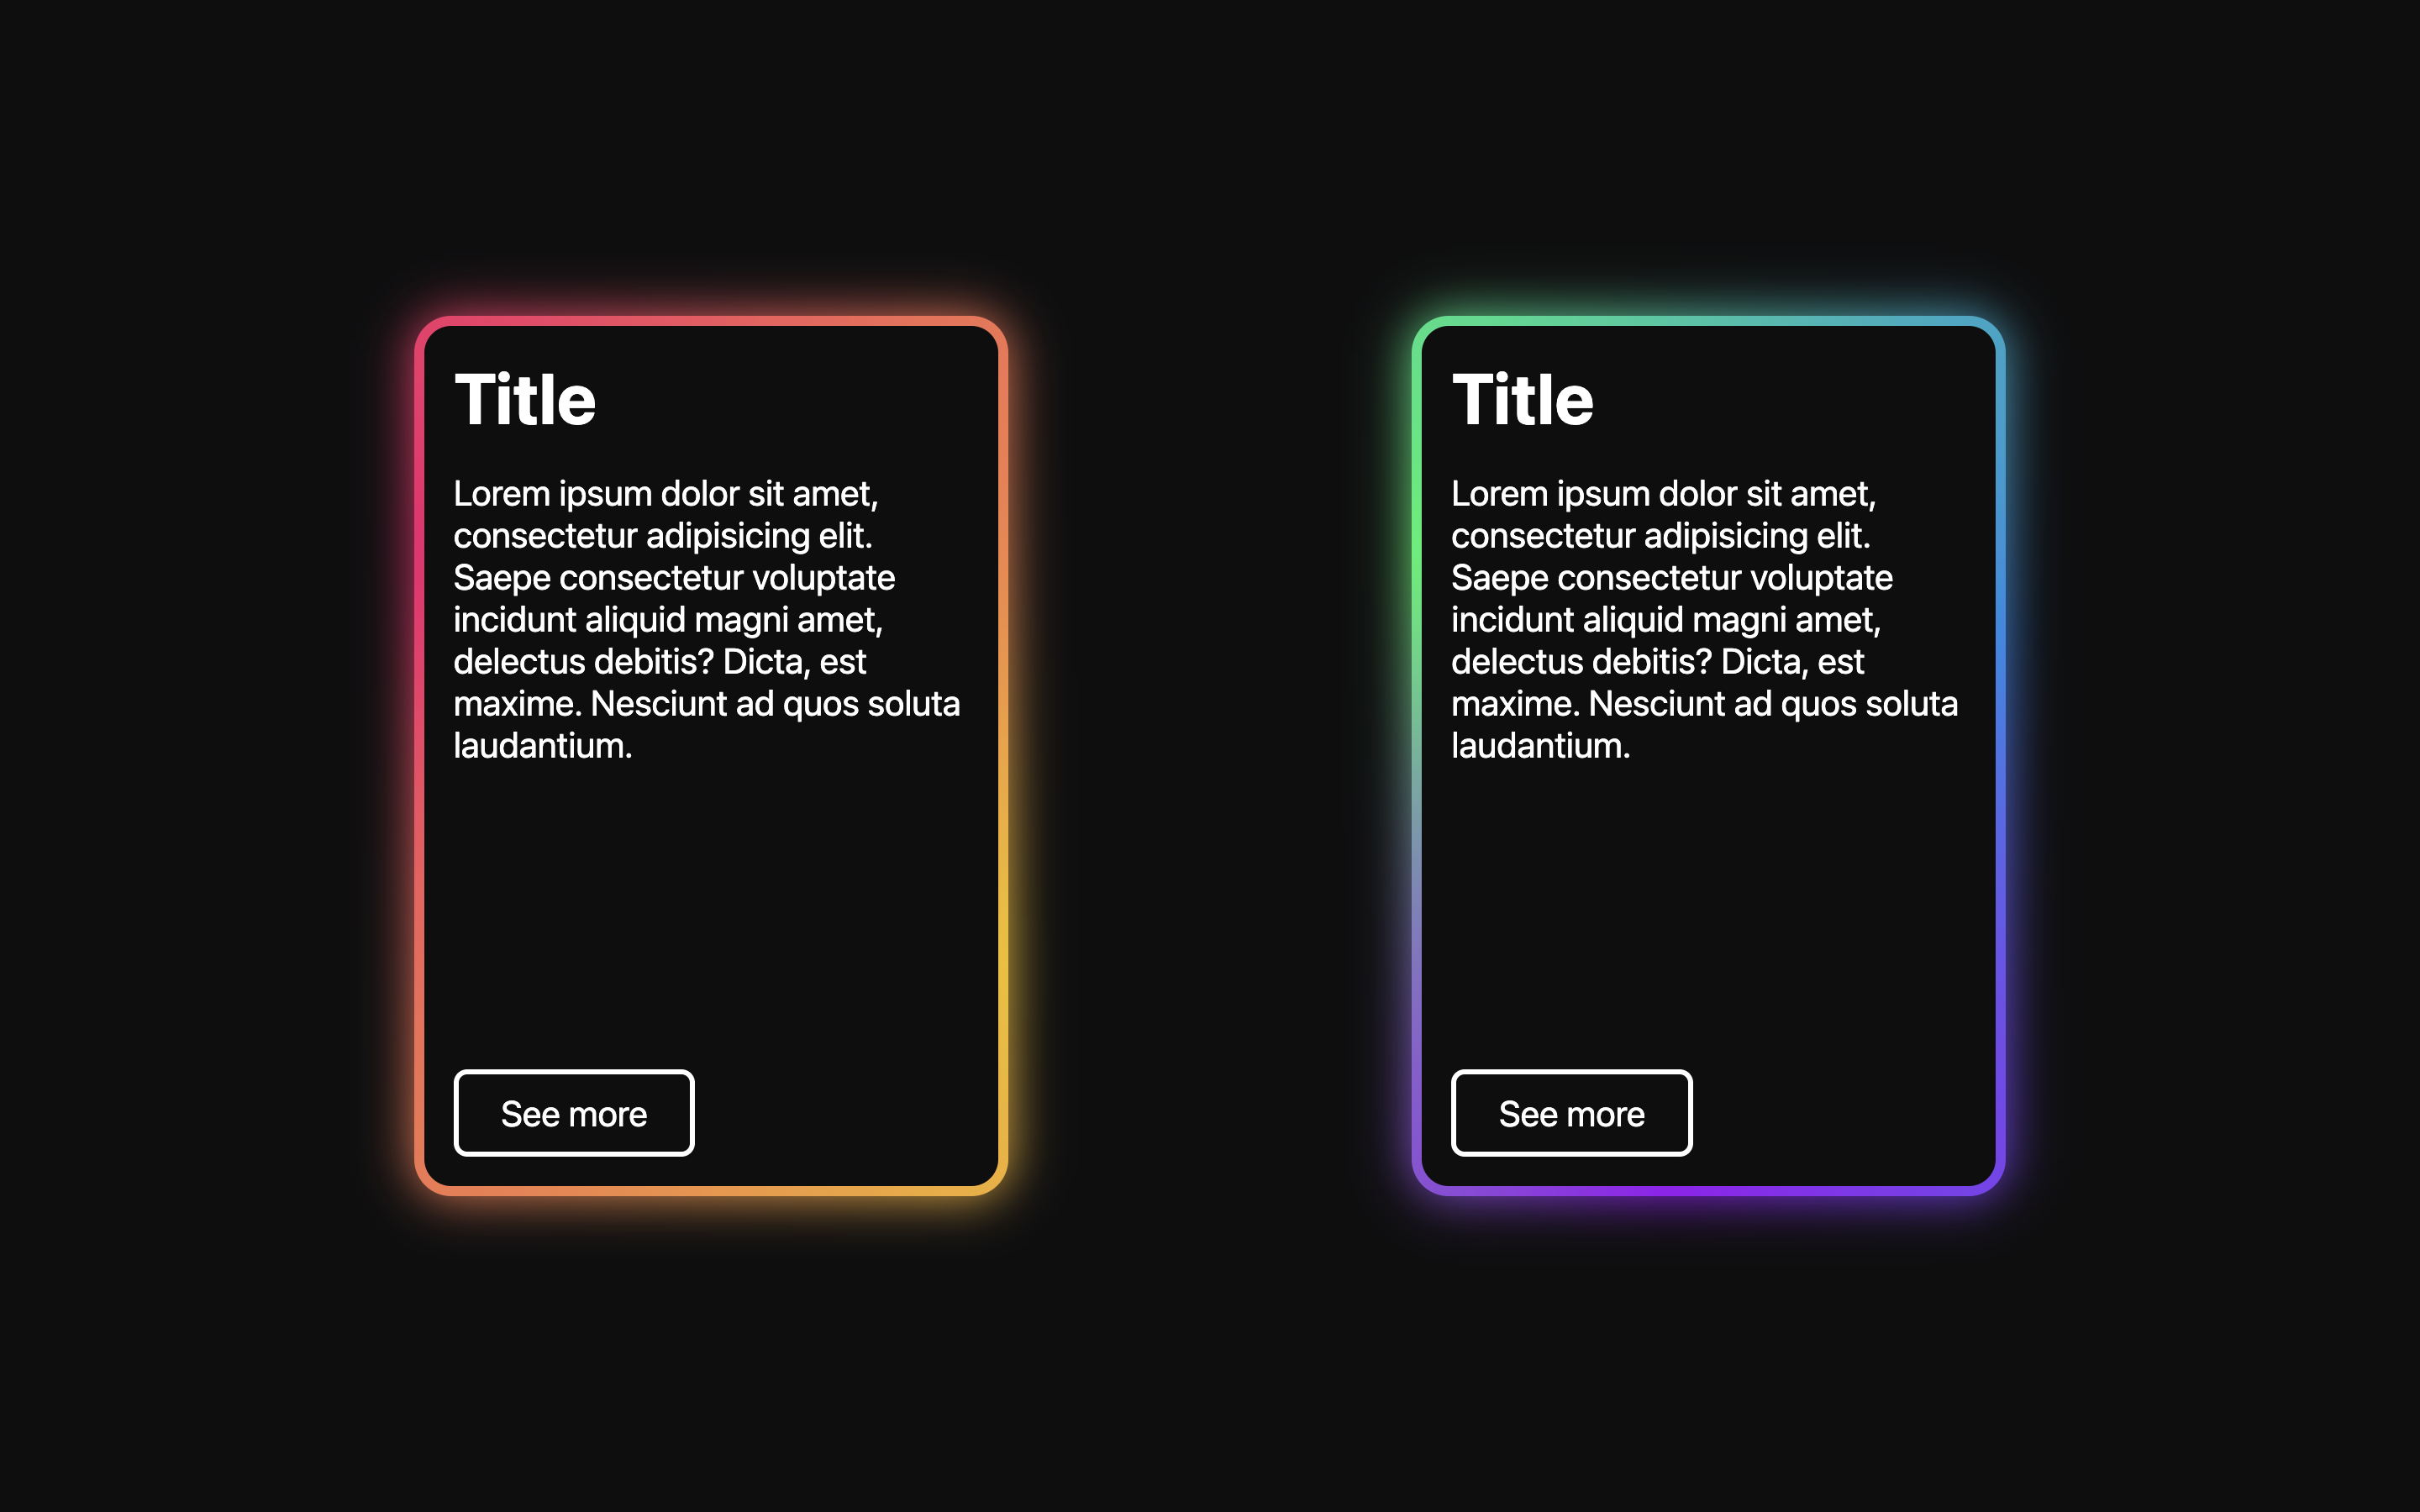 Title
Lorem ipsum dolor sit amet,
consectetur adipisicing elit.
Saepe consectetur voluptate
incidunt aliquid magni amet,
delectus debitis? Dicta, est
maxime. Nesciunt ad quos soluta
laudantium.
See more
Title
Lorem ipsum dolor sit amet,
consectetur adipisicing elit.
Saepe consectetur voluptate
incidunt aliquid magni amet,
delectus debitis? Dicta, est
maxime. Nesciunt ad quos soluta
laudantium.
See more